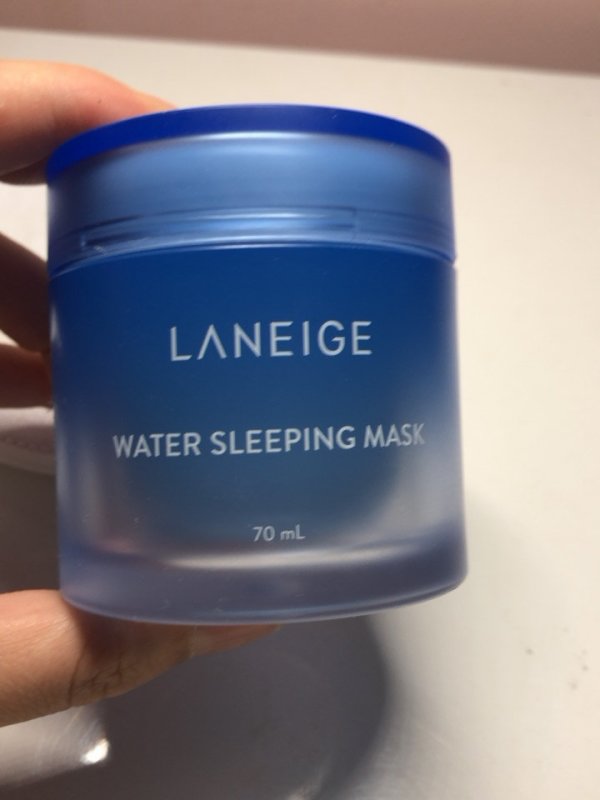 LANEIGE
WATER SLEEPING MASK
70 mL